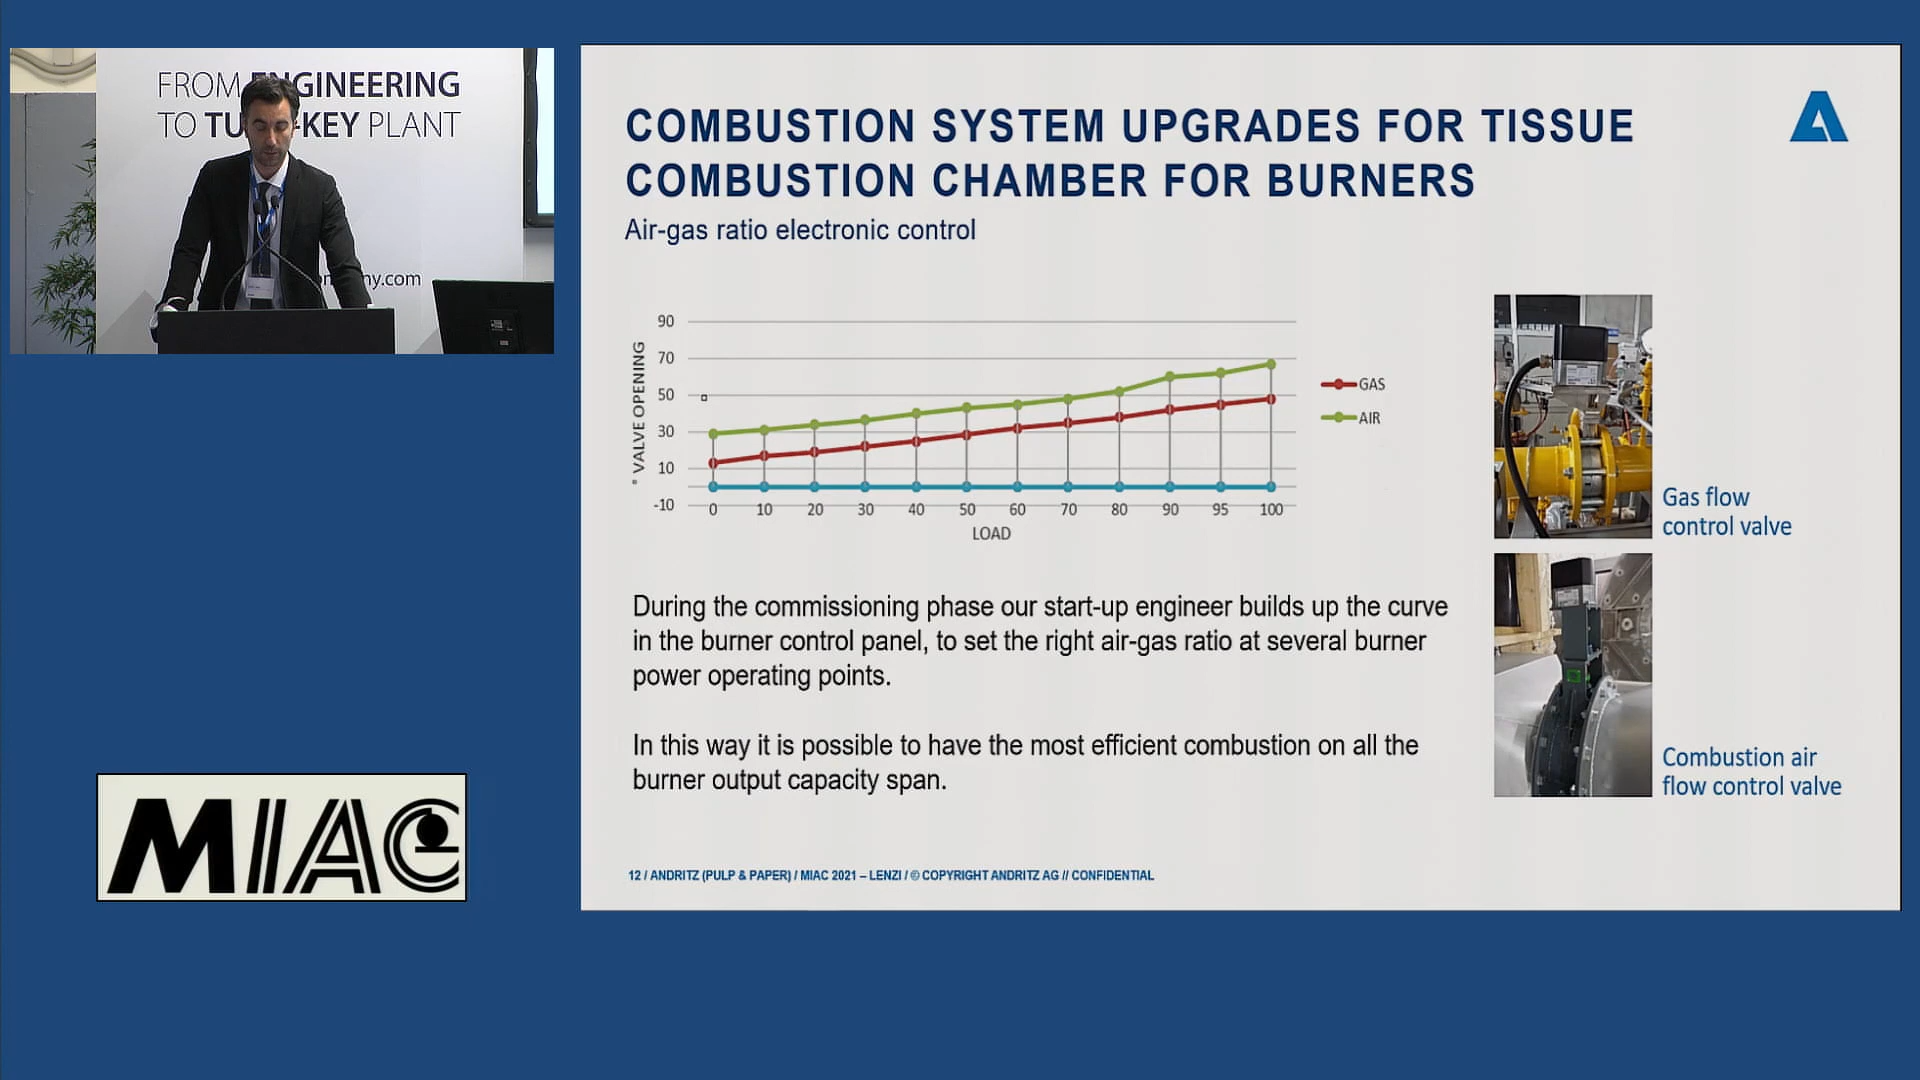 FROM ENGINEERING
TO TU -KEY PLANT
ny.com
MIAC
COMBUSTION SYSTEM UPGRADES FOR TISSUE
COMBUSTION CHAMBER FOR BURNERS
Air-gas ratio electronic control
90
70
50
30
10
-10
° VALVE OPENING
0 10 20 30 40 50 60 70 80 90 95 100
LOAD
GAS
AIR
Gas flow
control valve
Combustion air
flow control valve
During the commissioning phase our start-up engineer builds up the curve
in the burner control panel, to set the right air-gas ratio at several burner
power operating points.
In this way it is possible to have the most efficient combustion on all the
burner output capacity span.
12 / ANDRITZ (PULP & PAPER) / MIAC 2021 – LENZI / © COPYRIGHT ANDRITZ AG // CONFIDENTIAL